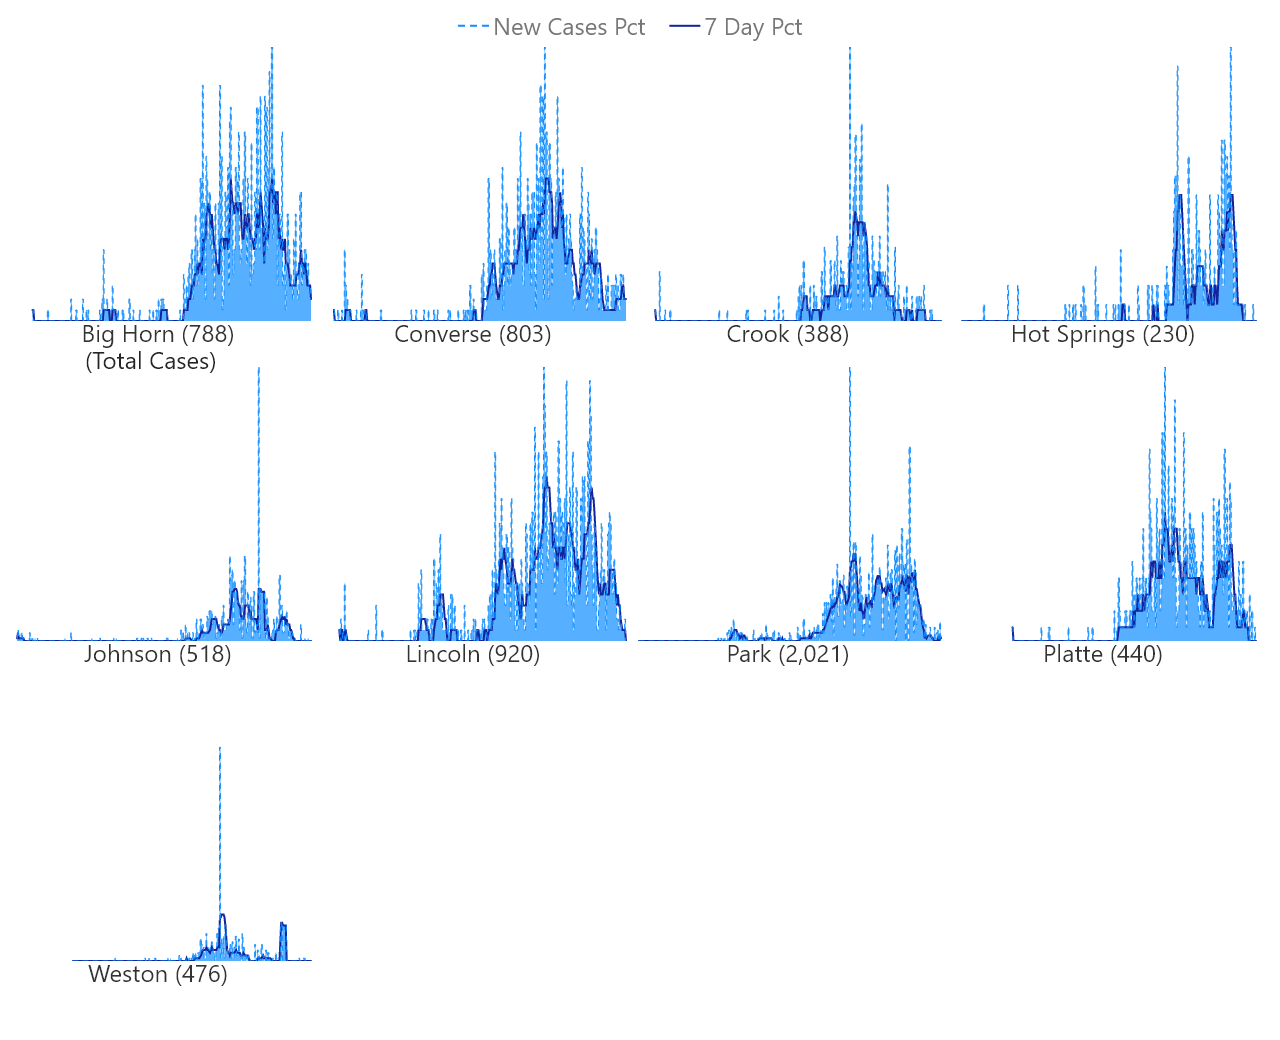 New Cases Pct 7 Day Pct
Big Horn (788) Converse (803) Crook (388) Hot Springs (230)
(Total Cases)
Johnson (518) Lincoln (920) Park (2,021) Platte (440)
Weston (476)